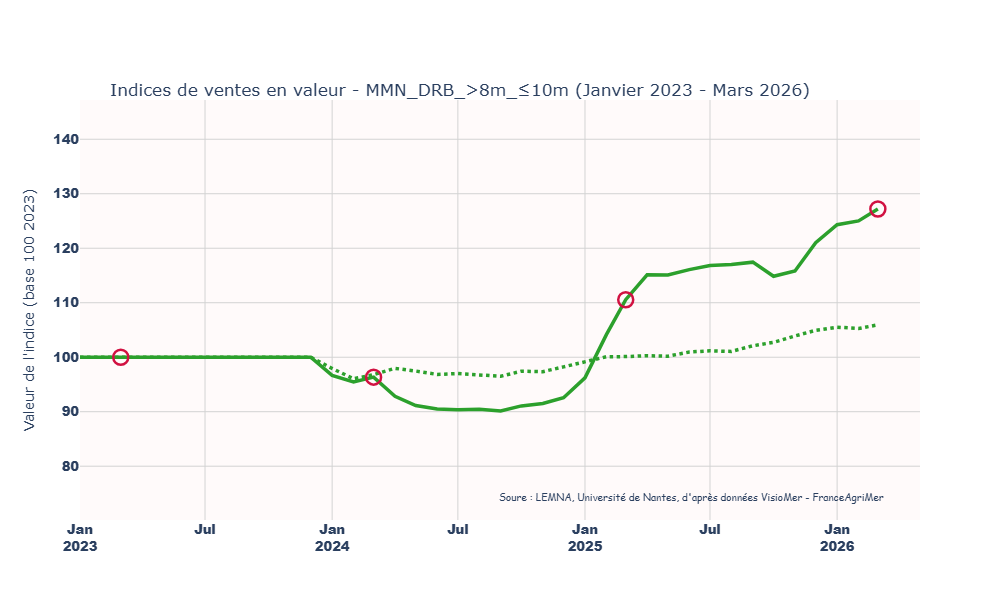 Indices de ventes en valeur - MMN_DRB_>8m_≤10m (Janvier 2023 - Mars 2026)
Valeur de l'indice (base 100 2023)
140
130
120
110
100
90
80
Soure : LEMNA, Université de Nantes, d'après données VisioMer - FranceAgriMer
Jan
2023
Jul
Jan
2024
Jul
Jan
2025
Jul
Jan
2026